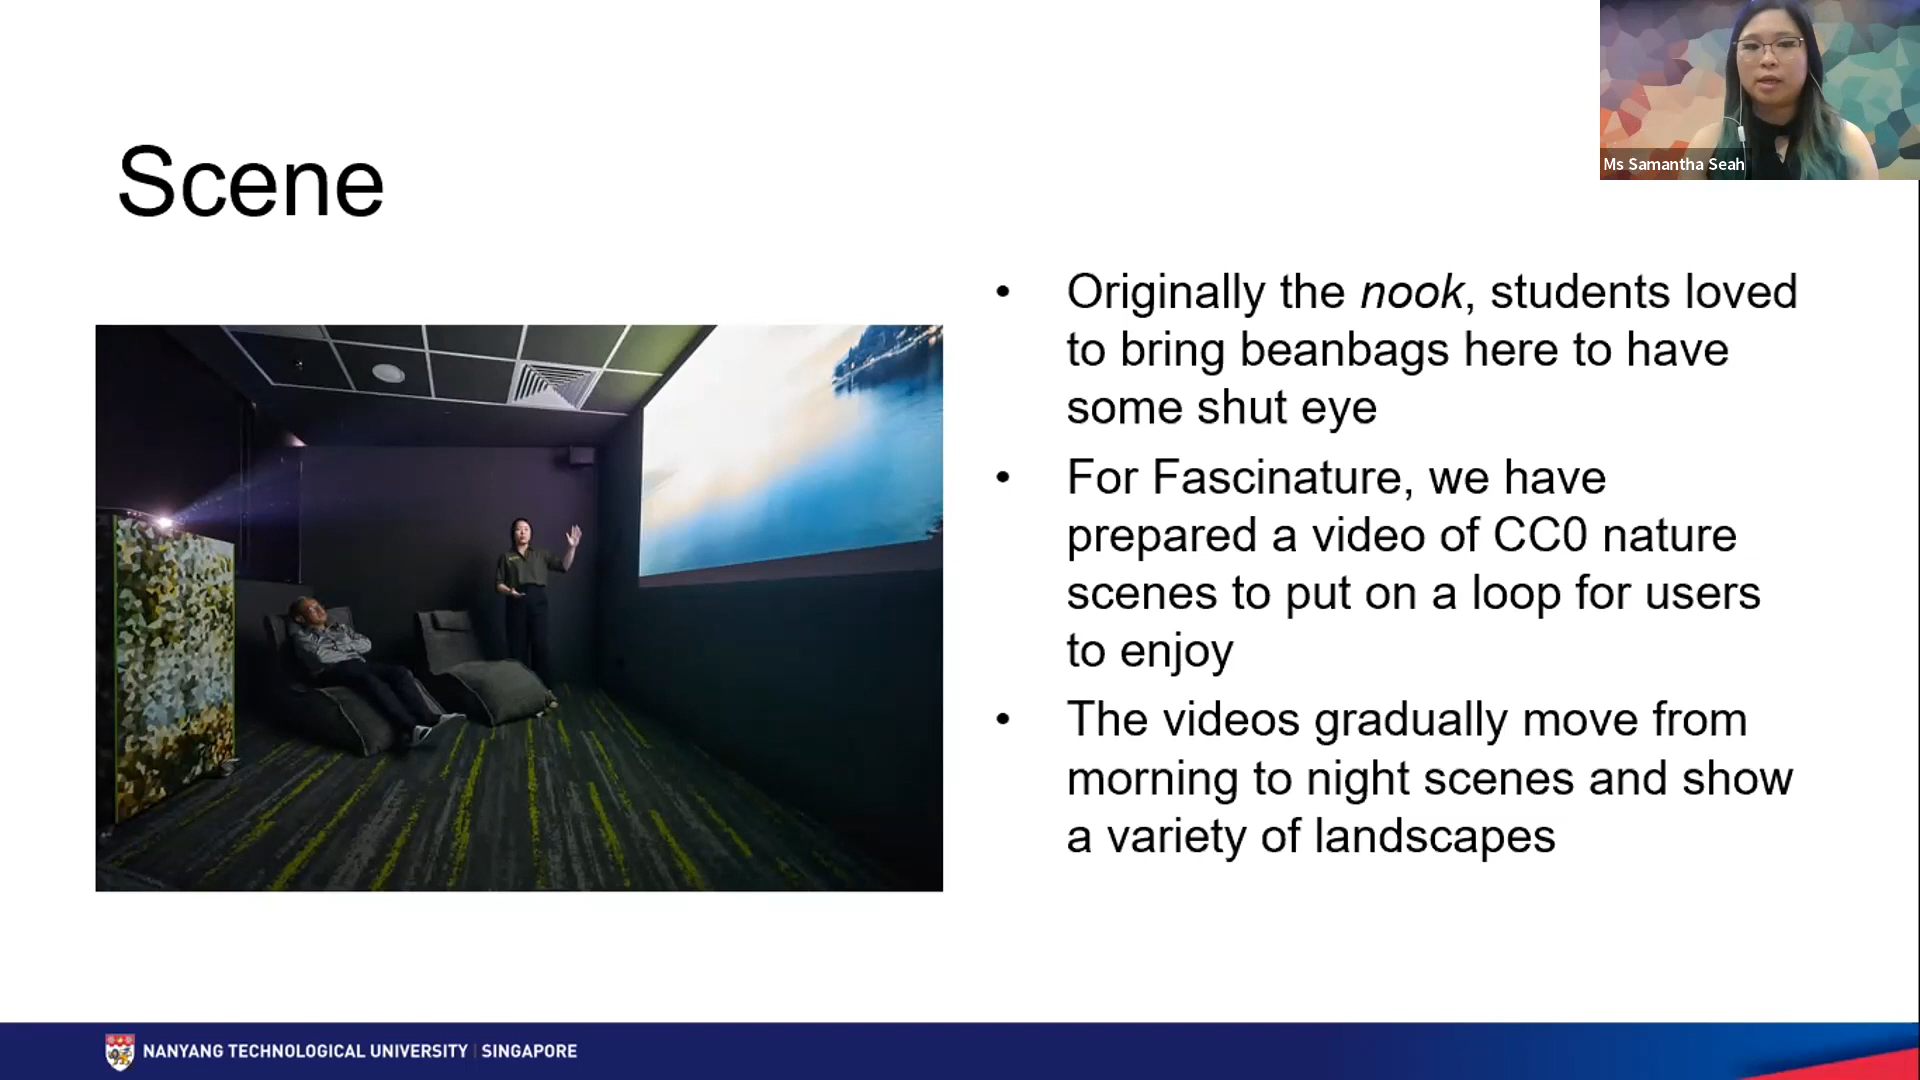 Ms Samantha Seah
Scene
• Originally the nook, students loved
to bring beanbags here to have
some shut eye
• For Fascinature, we have
prepared a video of CC0 nature
scenes to put on a loop for users
to enjoy
• The videos gradually move from
morning to night scenes and show
a variety of landscapes
NANYANG TECHNOLOGICAL UNIVERSITY | SINGAPORE